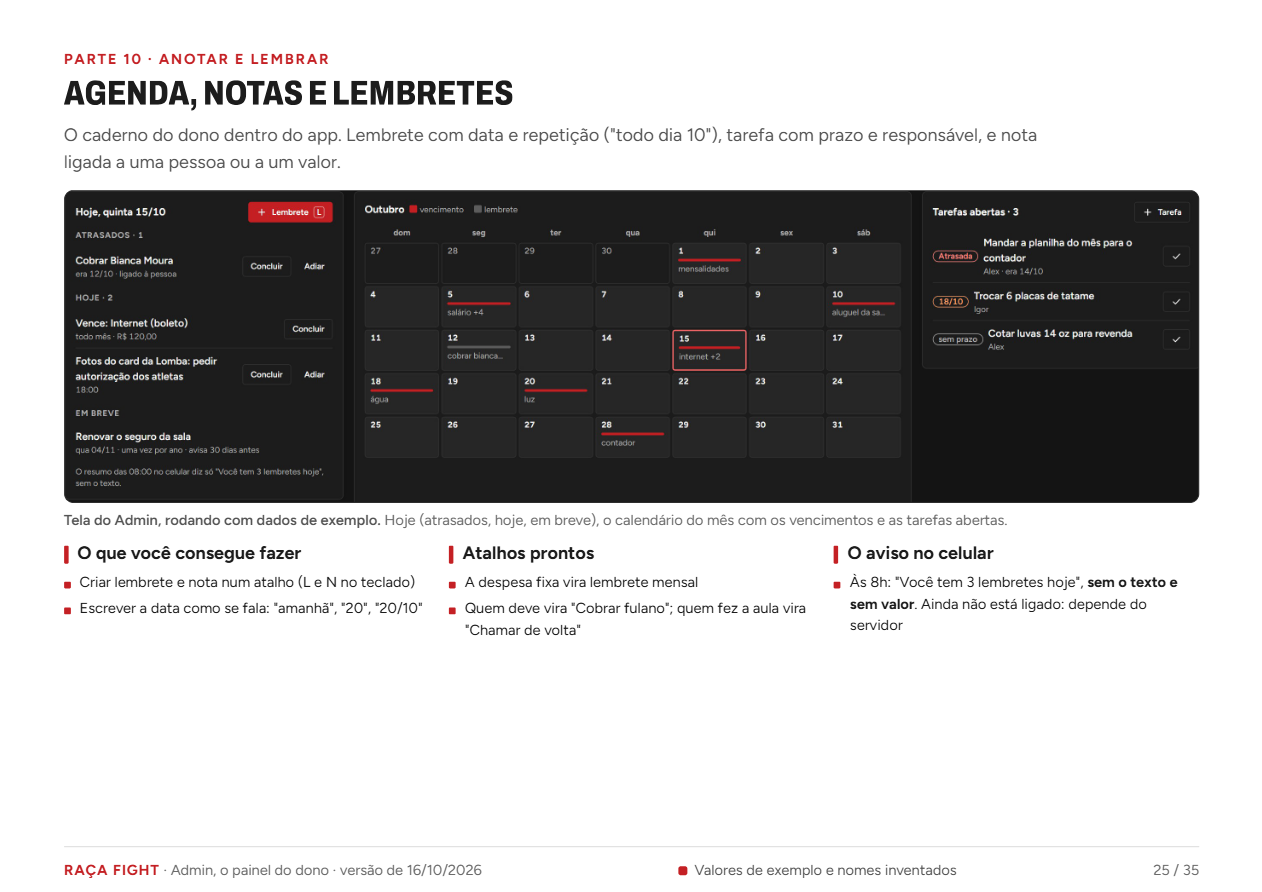 PARTE 10 · ANOTAR E LEMBRAR
AGENDA, NOTAS E LEMBRETES
O caderno do dono dentro do app. Lembrete com data e repetição ("todo dia 10"), tarefa com prazo e responsável, e nota
ligada a uma pessoa ou a um valor.
Hoje, quinta 15/10
+ Lembrete L
ATRASADOS · 1
Cobrar Bianca Moura
era 12/10 · ligado à pessoa
Concluir Adiar
HOJE · 2
Vence: Internet (boleto)
todo mês · R$ 120,00
Concluir
Fotos do card da Lomba: pedir
autorização dos atletas
18:00
Concluir Adiar
EM BREVE
Renovar o seguro da sala
qua 04/11 · uma vez por ano · avisa 30 dias antes
O resumo das 08:00 no celular diz só "Você tem 3 lembretes hoje",
sem o texto.
Outubro vencimento lembrete
dom seg ter qua qui sex sáb
27 28 29 30 1 2 3
mensalidades
4 5 6 7 8 9 10
salário +4 aluguel da sa...
11 12 13 14 15 16 17
cobrar bianca... internet +2
18 19 20 21 22 23 24
água luz
25 26 27 28 29 30 31
contador
Tarefas abertas · 3
+ Tarefa
Atrasada
Mandar a planilha do mês para o
contador
Alex · era 14/10
18/10
Trocar 6 placas de tatame
Igor
sem prazo
Cotar luvas 14 oz para revenda
Alex
Tela do Admin, rodando com dados de exemplo. Hoje (atrasados, hoje, em breve), o calendário do mês com os vencimentos e as tarefas abertas.
O que você consegue fazer
Criar lembrete e nota num atalho (L e N no teclado)
Escrever a data como se fala: "amanhã", "20", "20/10"
Atalhos prontos
A despesa fixa vira lembrete mensal
Quem deve vira "Cobrar fulano"; quem fez a aula vira
"Chamar de volta"
O aviso no celular
Às 8h: "Você tem 3 lembretes hoje", sem o texto e
sem valor. Ainda não está ligado: depende do
servidor
RAÇA FIGHT · Admin, o painel do dono · versão de 16/10/2026
Valores de exemplo e nomes inventados
25 / 35